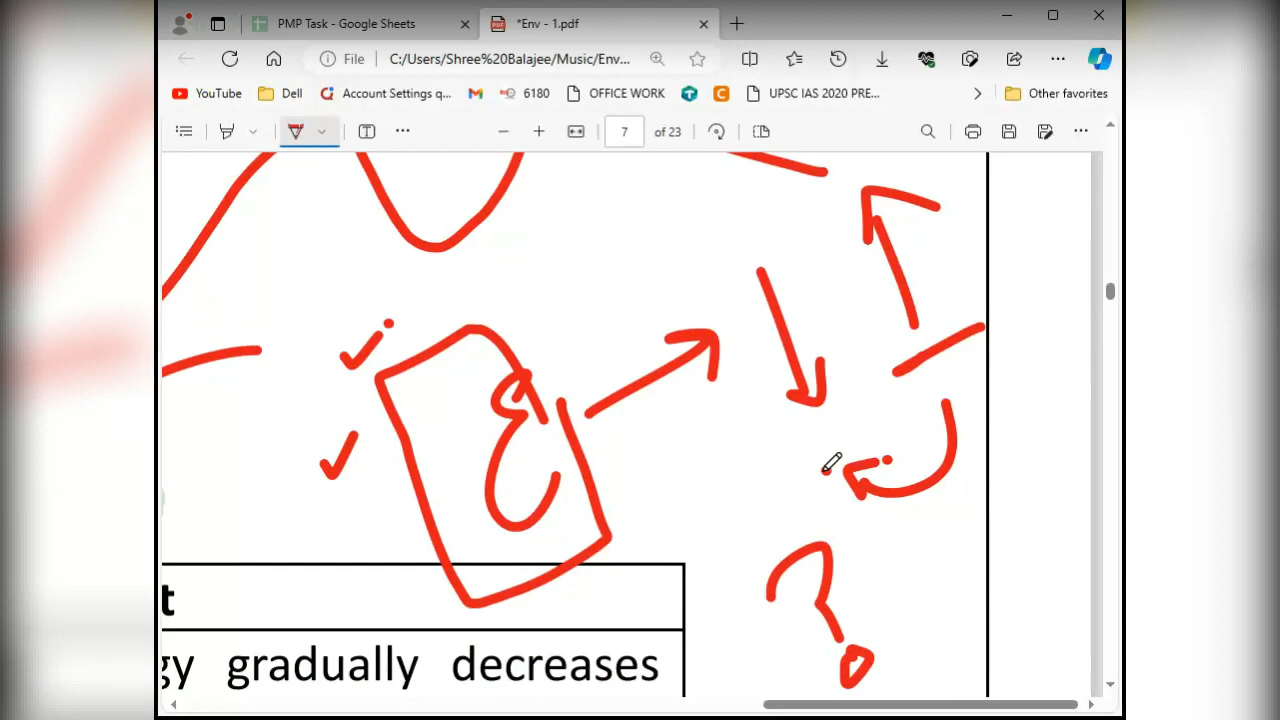 PMP Task - Google Sheets
*Env - 1.pdf
File C:/Users/Shree%20Balajee/Music/Env...
YouTube Dell Account Settings q... 6180 OFFICE WORK UPSC IAS 2020 PRE... Other favorites
7 of 23
ع
?
t
gy gradually decreases